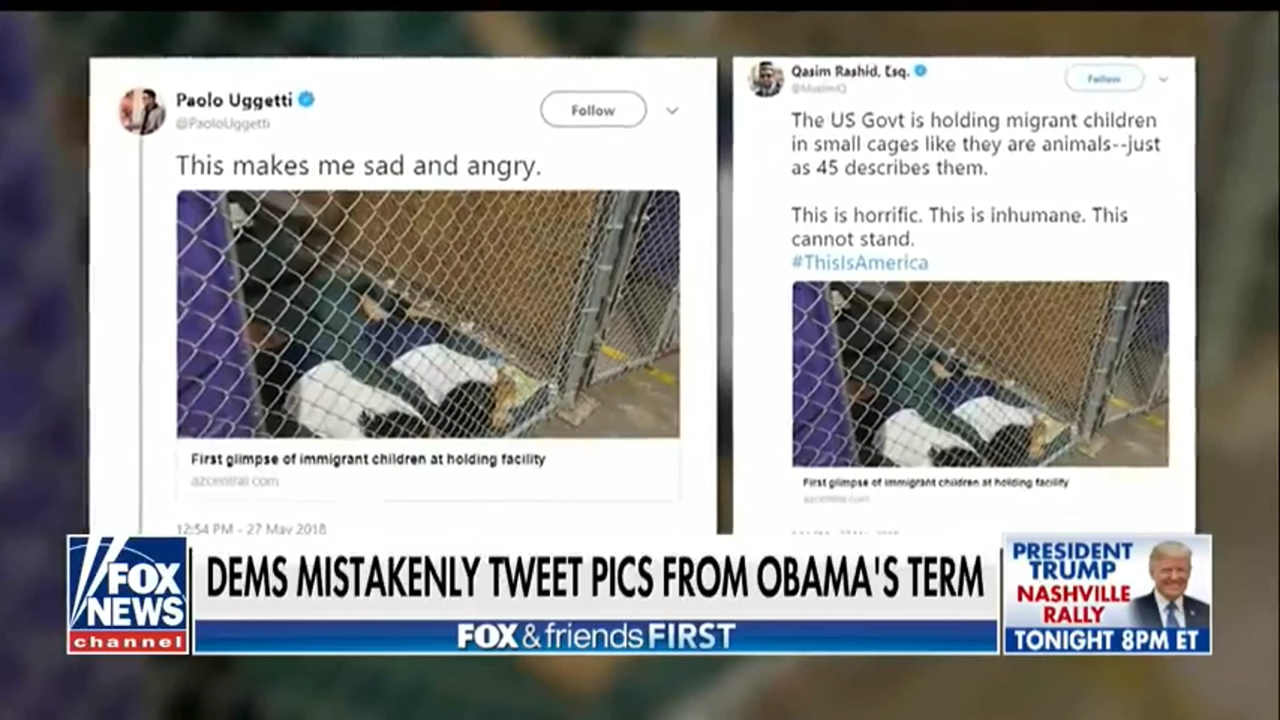 Paolo Uggetti
@PaoloUggetti
Follow
This makes me sad and angry.
First glimpse of immigrant children at holding facility
azcentral.com
12:54 PM - 27 May 2018
Qasim Rashid, Esq.
@MuslimIQ
Follow
The US Govt is holding migrant children
in small cages like they are animals--just
as 45 describes them.
This is horrific. This is inhumane. This
cannot stand.
#ThisIsAmerica
First glimpse of immigrant children at holding facility
azcentral.com
FOX
NEWS
channel
DEMS MISTAKENLY TWEET PICS FROM OBAMA'S TERM
FOX & friends FIRST
PRESIDENT
TRUMP
NASHVILLE
RALLY
TONIGHT 8PM ET